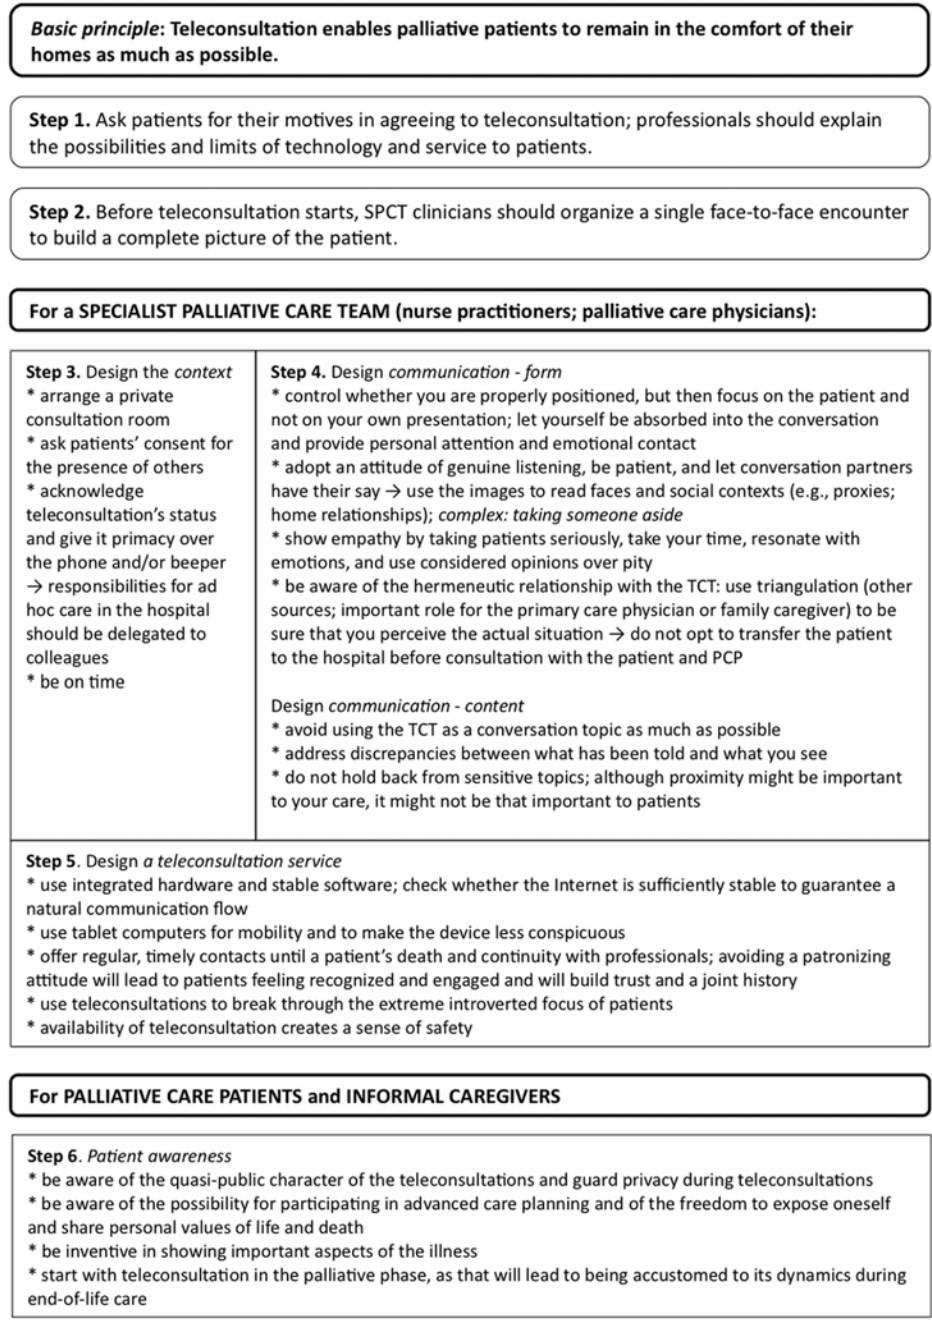 Basic principle: Teleconsultation enables palliative patients to remain in the comfort of their
homes as much as possible.
Step 1. Ask patients for their motives in agreeing to teleconsultation; professionals should explain
the possibilities and limits of technology and service to patients.
Step 2. Before teleconsultation starts, SPCT clinicians should organize a single face-to-face encounter
to build a complete picture of the patient.
For a SPECIALIST PALLIATIVE CARE TEAM (nurse practitioners; palliative care physicians):
Step 3. Design the context
* arrange a private
consultation room
* ask patients' consent for
the presence of others
* acknowledge
teleconsultation's status
and give it primacy over
the phone and/or beeper
→ responsibilities for ad
hoc care in the hospital
should be delegated to
colleagues
* be on time
Step 4. Design communication - form
* control whether you are properly positioned, but then focus on the patient and
not on your own presentation; let yourself be absorbed into the conversation
and provide personal attention and emotional contact
* adopt an attitude of genuine listening, be patient, and let conversation partners
have their say → use the images to read faces and social contexts (e.g., proxies;
home relationships); complex: taking someone aside
* show empathy by taking patients seriously, take your time, resonate with
emotions, and use considered opinions over pity
* be aware of the hermeneutic relationship with the TCT: use triangulation (other
sources; important role for the primary care physician or family caregiver) to be
sure that you perceive the actual situation → do not opt to transfer the patient
to the hospital before consultation with the patient and PCP
Design communication - content
* avoid using the TCT as a conversation topic as much as possible
* address discrepancies between what has been told and what you see
* do not hold back from sensitive topics; although proximity might be important
to your care, it might not be that important to patients
Step 5. Design a teleconsultation service
* use integrated hardware and stable software; check whether the Internet is sufficiently stable to guarantee a
natural communication flow
* use tablet computers for mobility and to make the device less conspicuous
* offer regular, timely contacts until a patient's death and continuity with professionals; avoiding a patronizing
attitude will lead to patients feeling recognized and engaged and will build trust and a joint history
* use teleconsultations to break through the extreme introverted focus of patients
* availability of teleconsultation creates a sense of safety
For PALLIATIVE CARE PATIENTS and INFORMAL CAREGIVERS
Step 6. Patient awareness
* be aware of the quasi-public character of the teleconsultations and guard privacy during teleconsultations
* be aware of the possibility for participating in advanced care planning and of the freedom to expose oneself
and share personal values of life and death
* be inventive in showing important aspects of the illness
* start with teleconsultation in the palliative phase, as that will lead to being accustomed to its dynamics during
end-of-life care